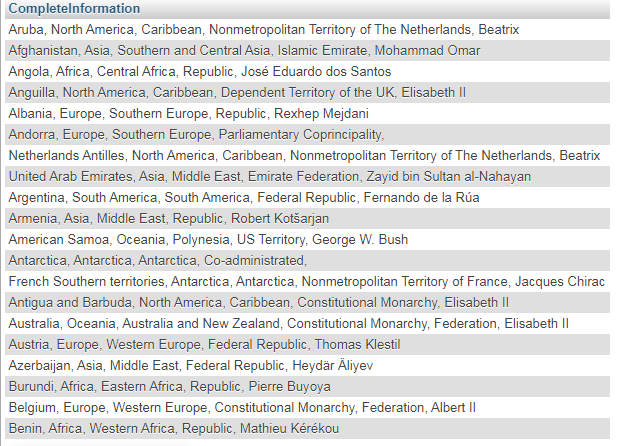 CompleteInformation
Aruba, North America, Caribbean, Nonmetropolitan Territory of The Netherlands, Beatrix
Afghanistan, Asia, Southern and Central Asia, Islamic Emirate, Mohammad Omar
Angola, Africa, Central Africa, Republic, José Eduardo dos Santos
Anguilla, North America, Caribbean, Dependent Territory of the UK, Elisabeth II
Albania, Europe, Southern Europe, Republic, Rexhep Mejdani
Andorra, Europe, Southern Europe, Parliamentary Coprincipality,
Netherlands Antilles, North America, Caribbean, Nonmetropolitan Territory of The Netherlands, Beatrix
United Arab Emirates, Asia, Middle East, Emirate Federation, Zayid bin Sultan al-Nahayan
Argentina, South America, South America, Federal Republic, Fernando de la Rúa
Armenia, Asia, Middle East, Republic, Robert Kotšarjan
American Samoa, Oceania, Polynesia, US Territory, George W. Bush
Antarctica, Antarctica, Antarctica, Co-administrated,
French Southern territories, Antarctica, Antarctica, Nonmetropolitan Territory of France, Jacques Chirac
Antigua and Barbuda, North America, Caribbean, Constitutional Monarchy, Elisabeth II
Australia, Oceania, Australia and New Zealand, Constitutional Monarchy, Federation, Elisabeth II
Austria, Europe, Western Europe, Federal Republic, Thomas Klestil
Azerbaijan, Asia, Middle East, Federal Republic, Heydär Äliyev
Burundi, Africa, Eastern Africa, Republic, Pierre Buyoya
Belgium, Europe, Western Europe, Constitutional Monarchy, Federation, Albert II
Benin, Africa, Western Africa, Republic, Mathieu Kérékou